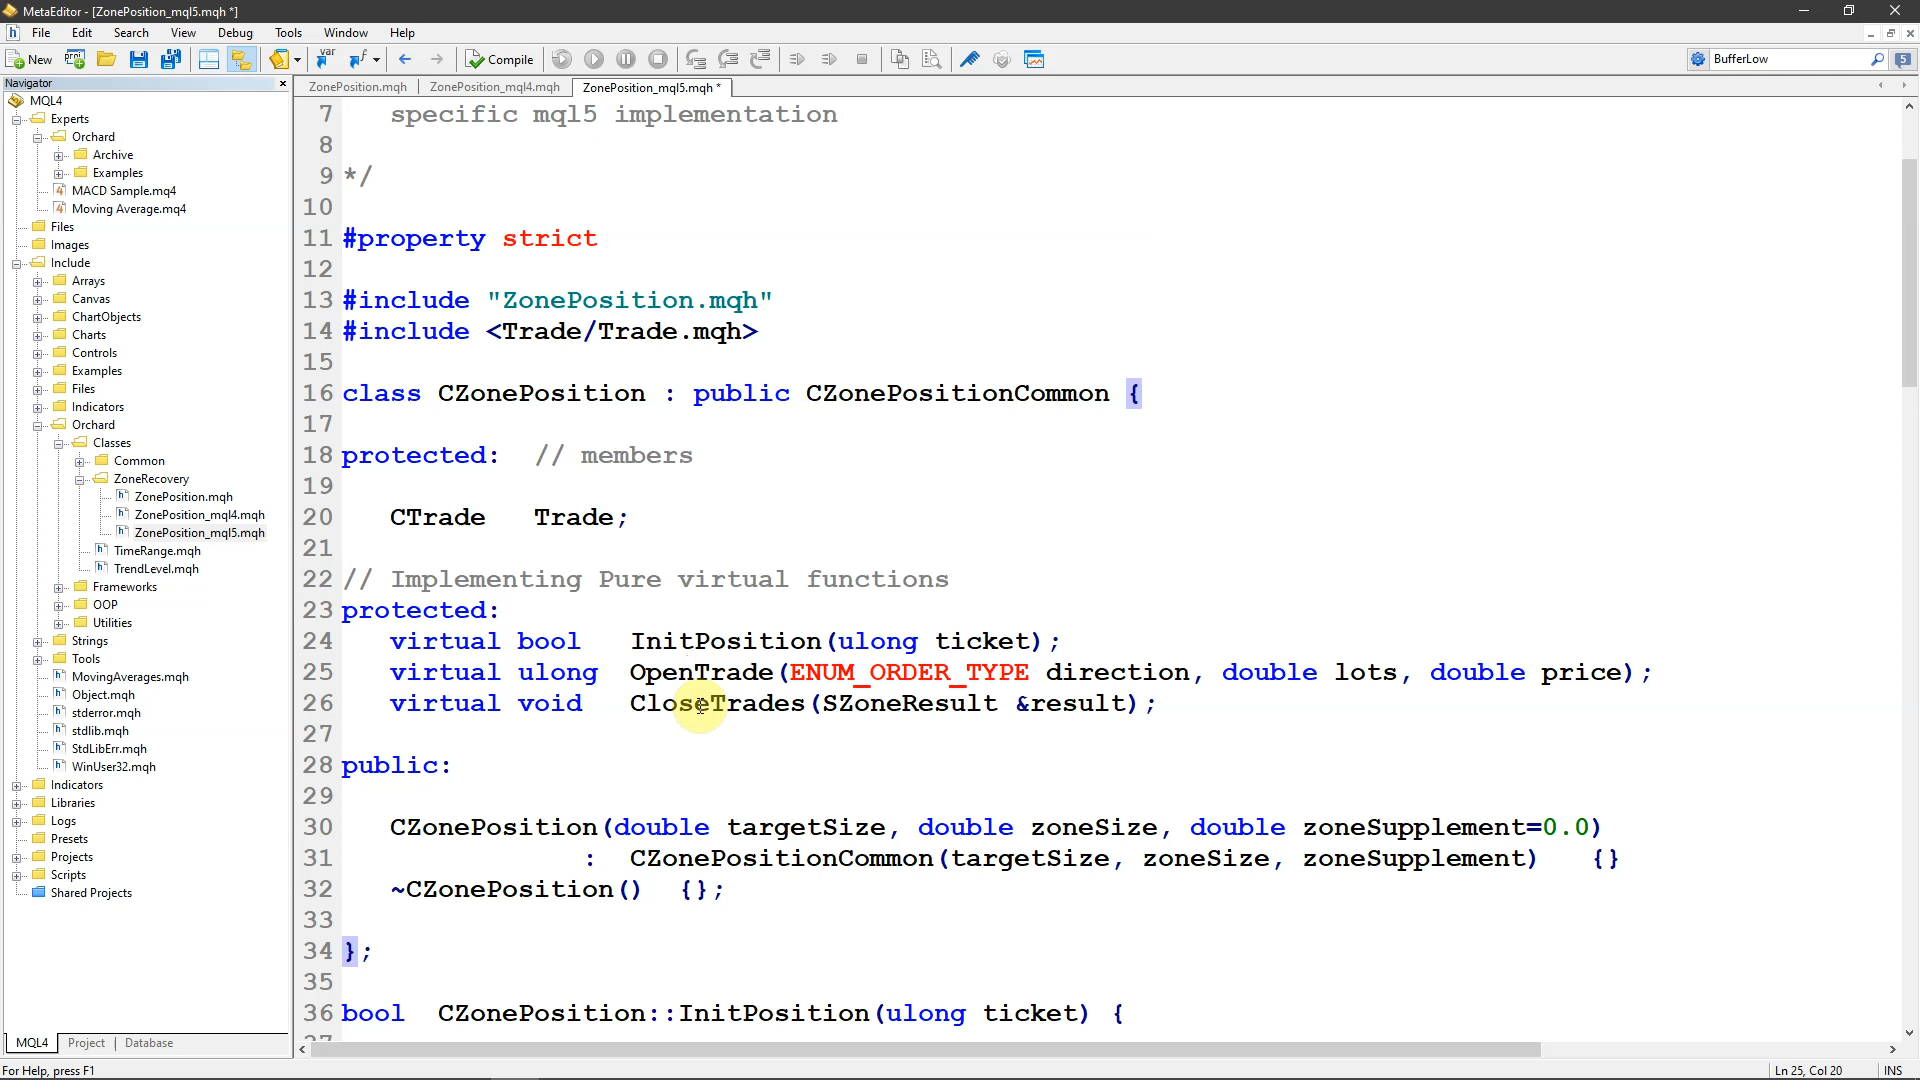 MetaEditor - [ZonePosition_mql5.mqh *]
File Edit Search View Debug Tools Window Help
New Compile BufferLow 5
Navigator
ZonePosition.mqh ZonePosition_mql4.mqh ZonePosition_mql5.mqh *
MQL4
Experts
Orchard
Archive
Examples
MACD Sample.mq4
Moving Average.mq4
Files
Images
Include
Arrays
Canvas
ChartObjects
Charts
Controls
Examples
Files
Indicators
Orchard
Classes
Common
ZoneRecovery
ZonePosition.mqh
ZonePosition_mql4.mqh
ZonePosition_mql5.mqh
TimeRange.mqh
TrendLevel.mqh
Frameworks
OOP
Utilities
Strings
Tools
MovingAverages.mqh
Object.mqh
stderror.mqh
stdlib.mqh
StdLibErr.mqh
WinUser32.mqh
Indicators
Libraries
Logs
Presets
Projects
Scripts
Shared Projects
MQL4 Project Database
7 specific mql5 implementation
8
9 */
10
11 #property strict
12
13 #include "ZonePosition.mqh"
14 #include <Trade/Trade.mqh>
15
16 class CZonePosition : public CZonePositionCommon {
17
18 protected: // members
19
20 CTrade Trade;
21
22 // Implementing Pure virtual functions
23 protected:
24 virtual bool InitPosition(ulong ticket);
25 virtual ulong OpenTrade(ENUM_ORDER_TYPE direction, double lots, double price);
26 virtual void CloseTrades(SZoneResult &result);
27
28 public:
29
30 CZonePosition(double targetSize, double zoneSize, double zoneSupplement=0.0)
31 : CZonePositionCommon(targetSize, zoneSize, zoneSupplement) {}
32 ~CZonePosition() {};
33
34 };
35
36 bool CZonePosition::InitPosition(ulong ticket) {
37
For Help, press F1 Ln 25, Col 20 INS